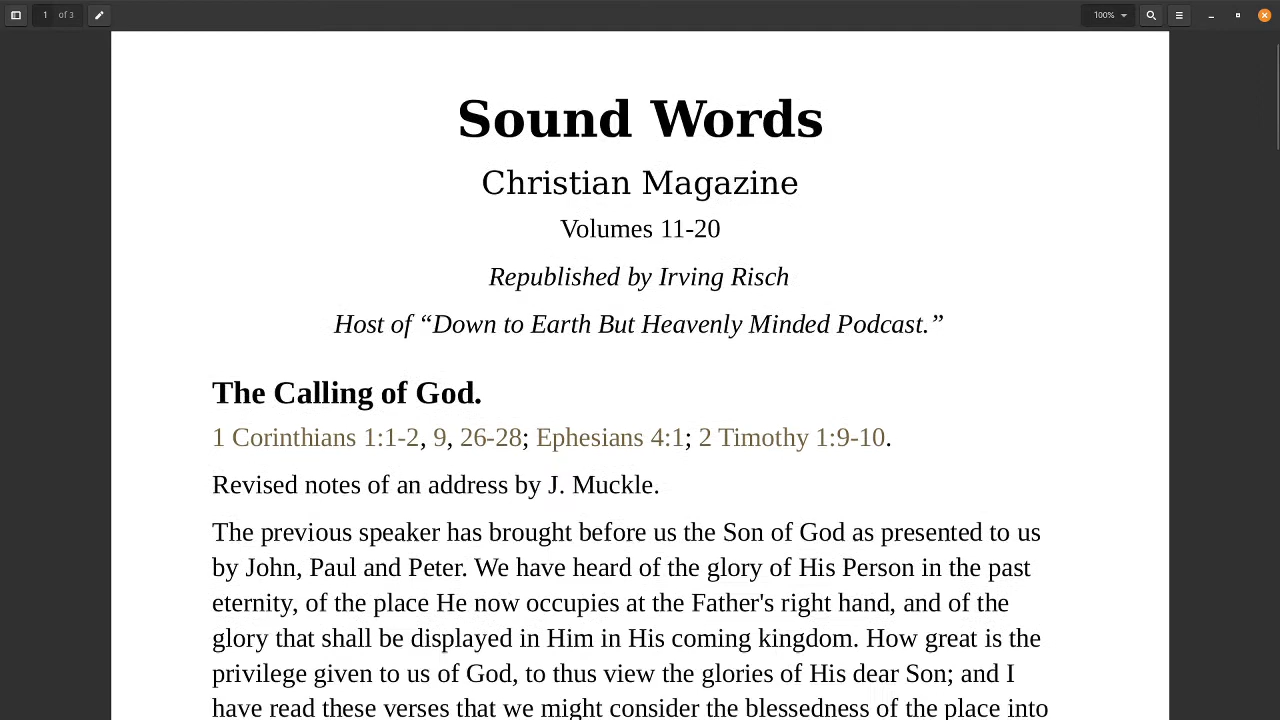 1 of 3
100%
Sound Words
Christian Magazine
Volumes 11-20
Republished by Irving Risch
Host of “Down to Earth But Heavenly Minded Podcast.”
The Calling of God.
1 Corinthians 1:1-2, 9, 26-28; Ephesians 4:1; 2 Timothy 1:9-10.
Revised notes of an address by J. Muckle.
The previous speaker has brought before us the Son of God as presented to us
by John, Paul and Peter. We have heard of the glory of His Person in the past
eternity, of the place He now occupies at the Father's right hand, and of the
glory that shall be displayed in Him in His coming kingdom. How great is the
privilege given to us of God, to thus view the glories of His dear Son; and I
have read these verses that we might consider the blessedness of the place into